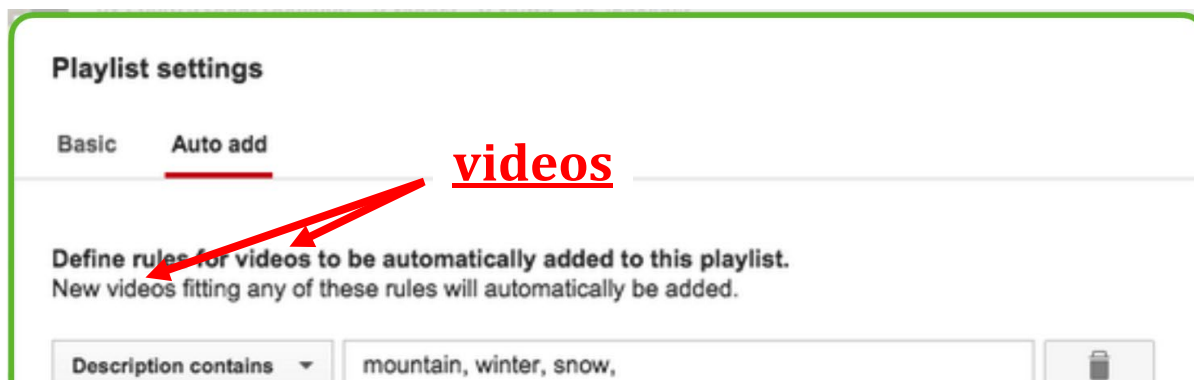 Playlist settings
Basic Auto add
videos
Define rules for videos to be automatically added to this playlist.
New videos fitting any of these rules will automatically be added.
Description contains mountain, winter, snow,